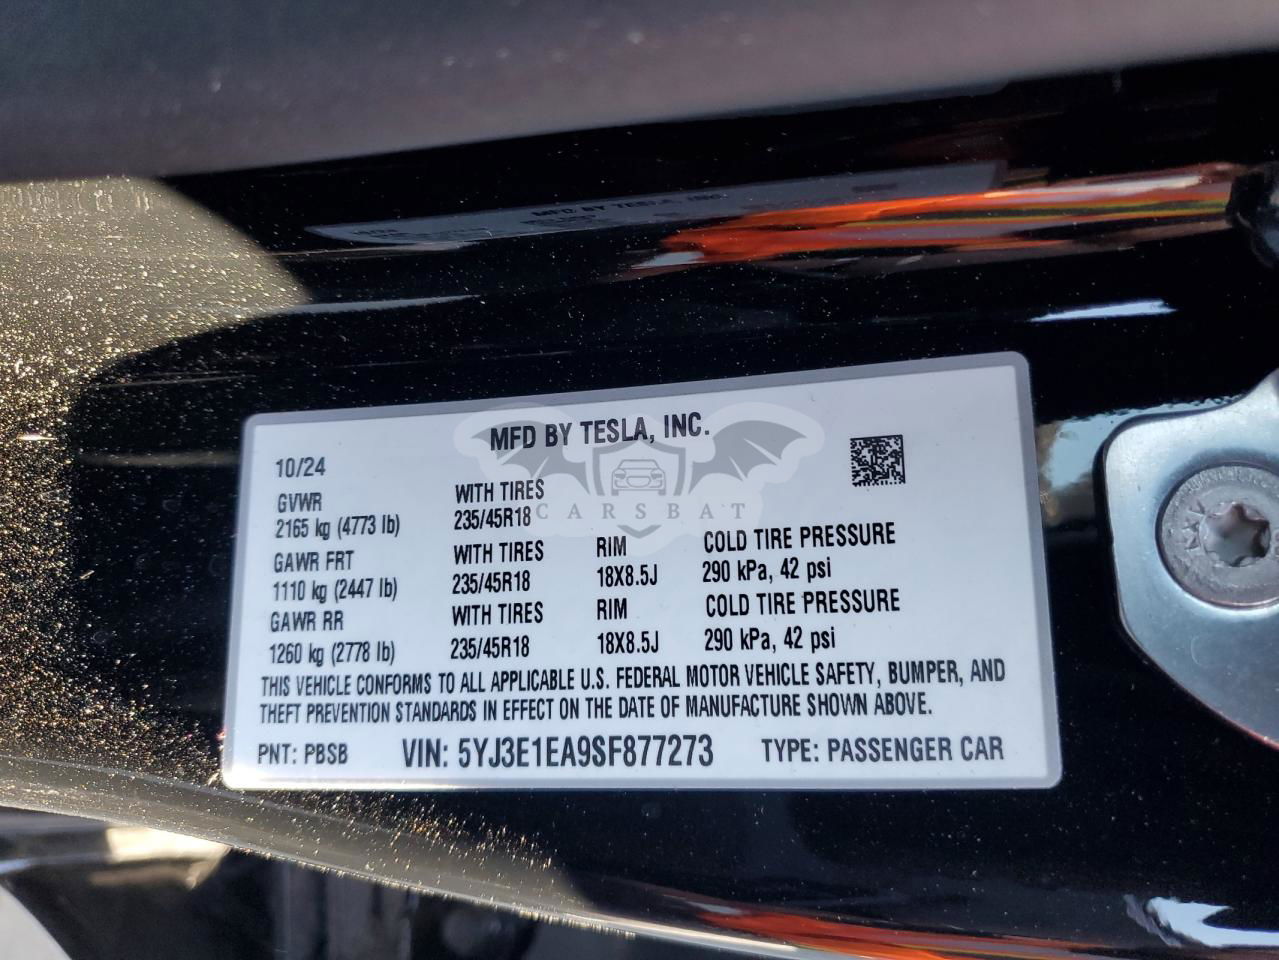 MFD BY TESLA, INC.
10/24
GVWR
2165 kg (4773 lb)
WITH TIRES
235/45R18
GAWR FRT
1110 kg (2447 lb)
WITH TIRES
235/45R18
RIM
18X8.5J
COLD TIRE PRESSURE
290 kPa, 42 psi
GAWR RR
1260 kg (2778 lb)
WITH TIRES
235/45R18
RIM
18X8.5J
COLD TIRE PRESSURE
290 kPa, 42 psi
THIS VEHICLE CONFORMS TO ALL APPLICABLE U.S. FEDERAL MOTOR VEHICLE SAFETY, BUMPER, AND
THEFT PREVENTION STANDARDS IN EFFECT ON THE DATE OF MANUFACTURE SHOWN ABOVE.
PNT: PBSB VIN: 5YJ3E1EA9SF877273 TYPE: PASSENGER CAR
CARSBAT
MFD BY TESLA, INC.